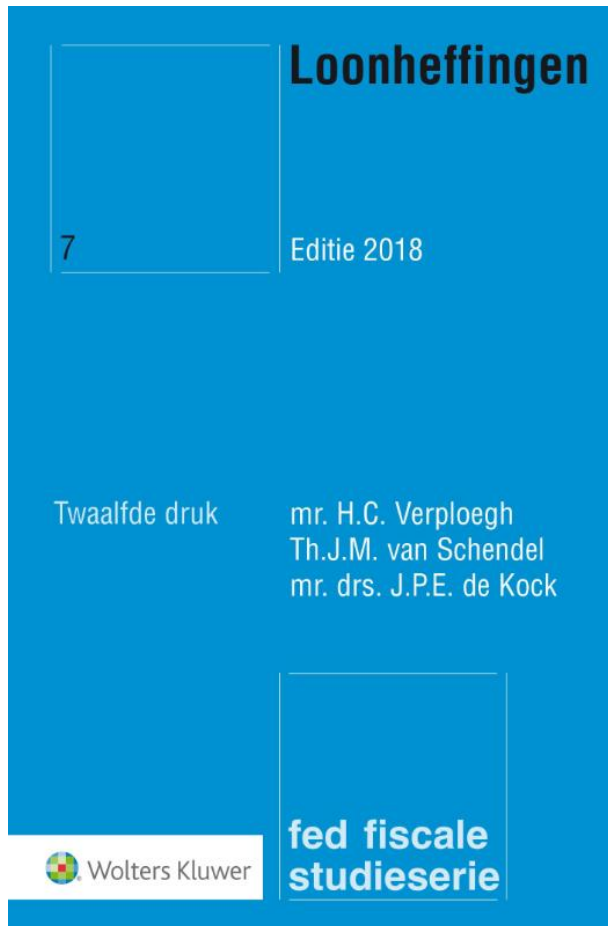 Loonheffingen
7
Editie 2018
Twaalfde druk
mr. H.C. Verploegh
Th.J.M. van Schendel
mr. drs. J.P.E. de Kock
fed fiscale
studieserie
Wolters Kluwer